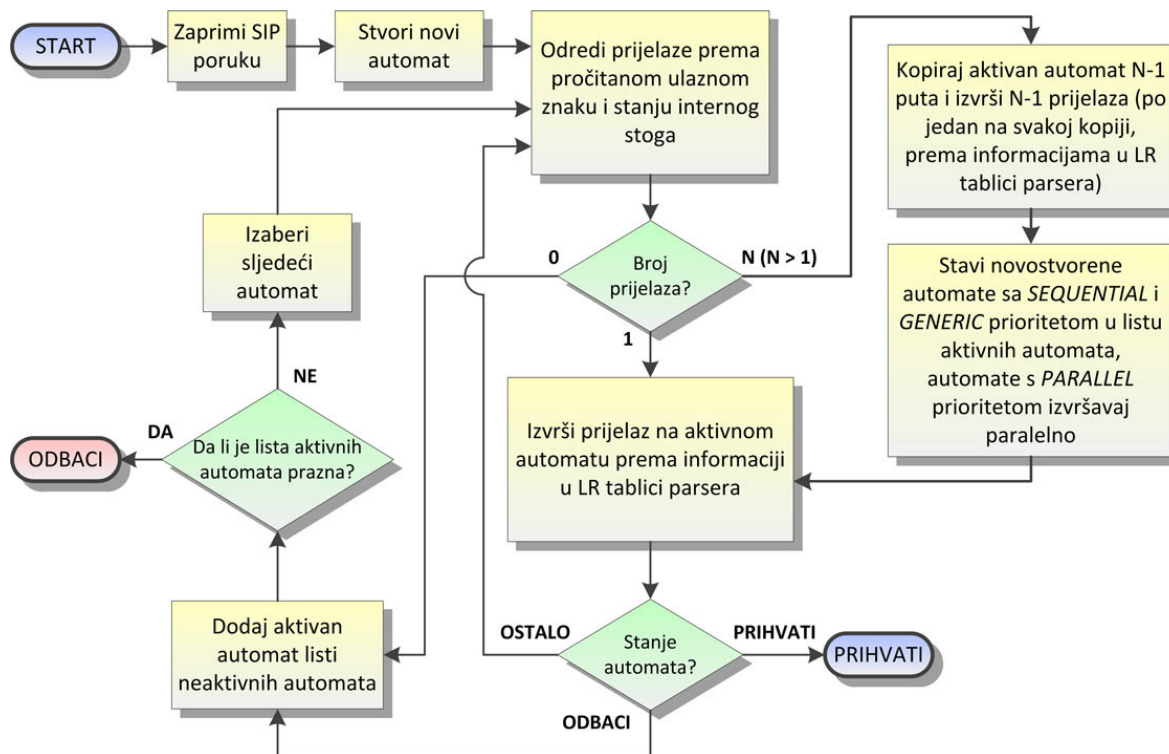 START
Zaprimi SIP
poruku
Stvori novi
automat
Odredi prijelaze prema
pročitanom ulaznom
znaku i stanju internog
stoga
Kopiraj aktivan automat N-1
puta i izvrši N-1 prijelaza (po
jedan na svakoj kopiji,
prema informacijama u LR
tablici parsera)
Izaberi
sljedeći
automat
0
Broj
prijelaza?
N (N > 1)
1
Stavi novostvorene
automate sa SEQUENTIAL i
GENERIC prioritetom u listu
aktivnih automata,
automate s PARALLEL
prioritetom izvršavaj
paralelno
NE
DA
ODBACI
Da li je lista aktivnih
automata prazna?
Izvrši prijelaz na aktivnom
automatu prema informaciji
u LR tablici parsera
Dodaj aktivan
automat listi
neaktivnih automata
OSTALO
Stanje
automata?
PRIHVATI
PRIHVATI
ODBACI